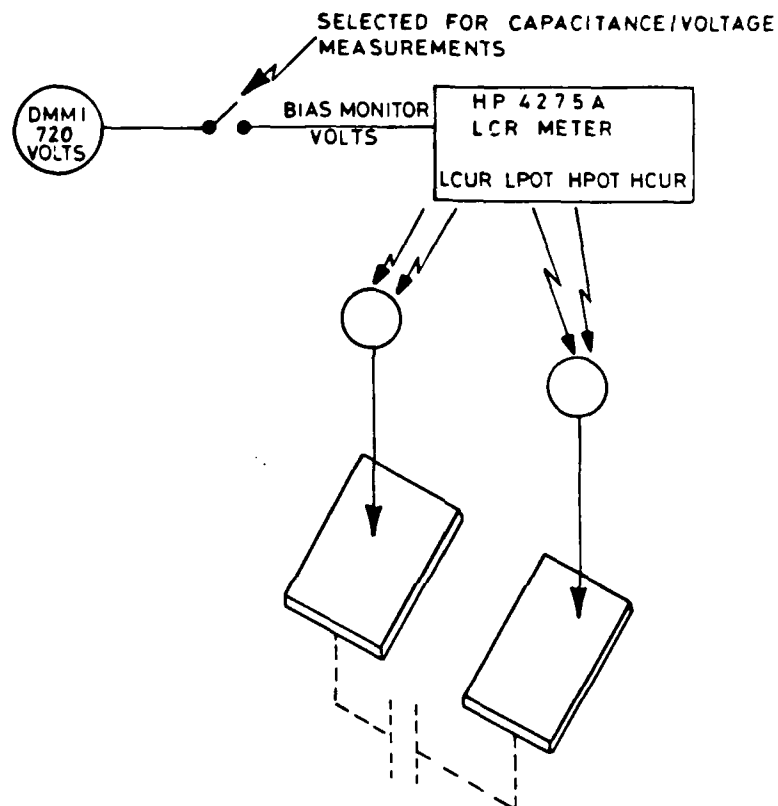 SELECTED FOR CAPACITANCE/VOLTAGE
MEASUREMENTS
DMM1
720
VOLTS
BIAS MONITOR
VOLTS
HP 4275A
LCR METER
LCUR LPOT HPOT HCUR